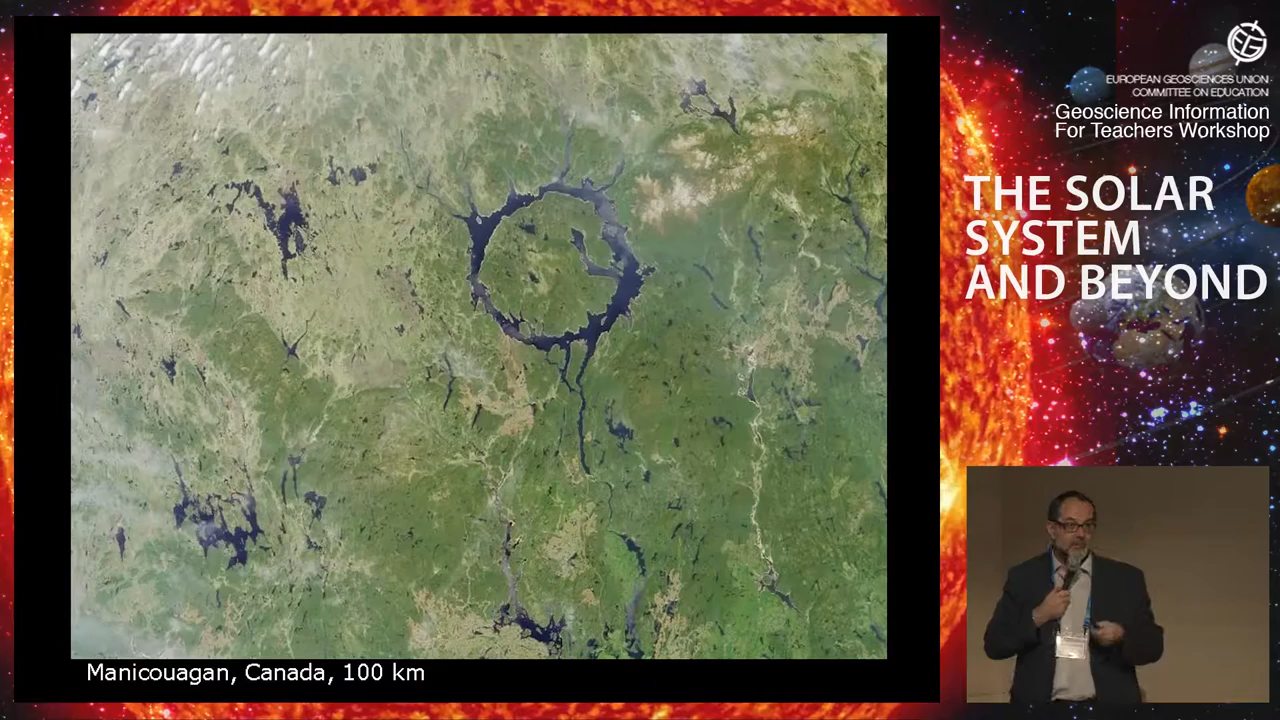 EUROPEAN GEOSCIENCES UNION
COMMITTEE ON EDUCATION
Geoscience Information
For Teachers Workshop
THE SOLAR
SYSTEM
AND BEYOND
Manicouagan, Canada, 100 km